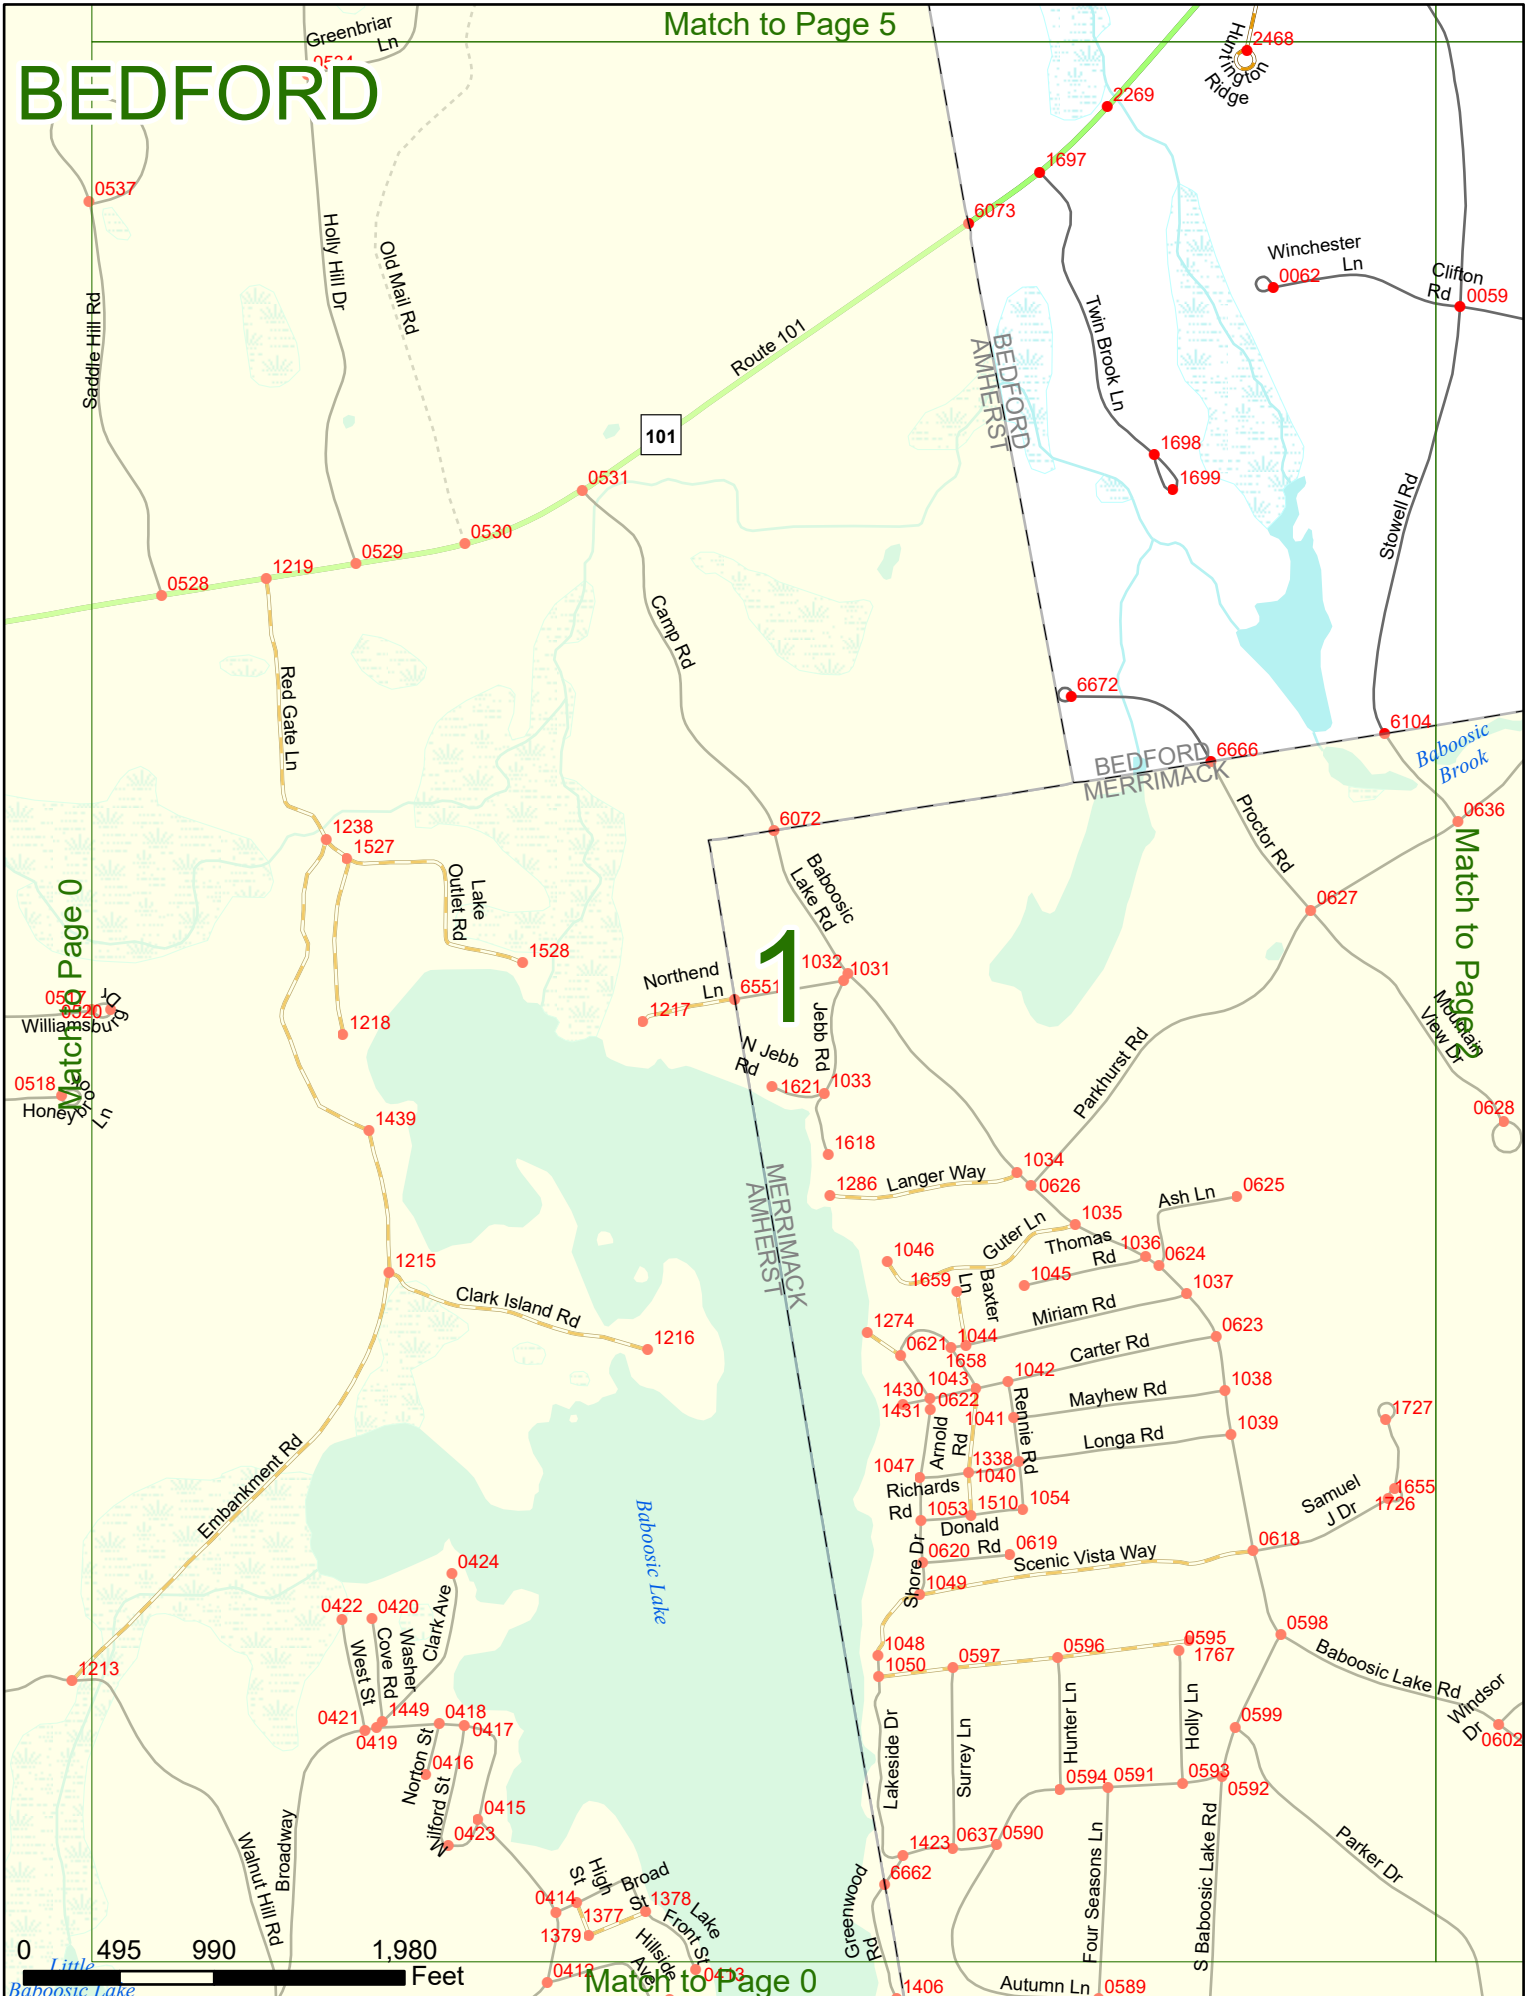 Match to Page 5
BEDFORD
Greenbriar
Ln
0534
Hun
tington
Ridge
2468
2269
1697
6073
0537
Holly Hill Dr
Old Mail Rd
Saddle Hill Rd
Winchester
Ln
0062
Clifton
Rd
0059
Twin Brook Ln
BEDFORD
AMHERST
Route 101
101
1698
1699
Stowell Rd
0531
0530
0529
1219
0528
Camp Rd
Red Gate Ln
6672
6104
6666
BEDFORD
MERRIMACK
Baboosic
Brook
Proctor Rd
0636
6072
1238
1527
Baboosic
Lake Rd
Lake
Outlet Rd
0627
Match to Page 0
Match to Page 2
1
1528
1032
1031
Northend
Ln
6551
1217
0517
0520
Williamsburg
Dr
1218
Jebb Rd
N Jebb
Rd
Mountain
View Dr
Parkhurst Rd
0518
Honey
broo
Ln
1621
1033
0628
1439
1618
1034
0626
1286
Langer Way
Ash Ln
0625
MERRIMACK
AMHERST
1035
Guter Ln
Thomas
Rd
1036
0624
1046
1215
1659
Baxter
Ln
1045
1037
Clark Island Rd
Miriam Rd
1274
1216
0621
1044
0623
Carter Rd
1658
1043
1042
1430
0622
1038
Mayhew Rd
1431
1041
Rennie Rd
1727
Arnold
Rd
1039
Longa Rd
Embankment Rd
1338
1047
1040
Richards
Rd
Samuel
J Dr
1655
1726
1053
1510
1054
Baboosic Lake
Donald
Rd
0618
0620
0619
Scenic Vista Way
Shore Dr
0424
1049
0422
0420
Clark Ave
Washer
Cove Rd
West St
0598
1048
0597
0596
0595
1767
1213
1050
Baboosic Lake Rd
Windsor
Dr
0602
1449
0418
0421
0419
0417
0599
Lakeside Dr
Surrey Ln
Hunter Ln
Holly Ln
Norton St
0416
Milford St
0594
0591
0593
0592
Broadway
Walnut Hill Rd
0415
0423
1423
0637
0590
Parker Dr
High
St
Broad
St
6662
Greenwood
Rd
Four Seasons Ln
S Baboosic Lake Rd
0414
1377
1378
1379
Lake
Front St
Hillside
Ave
0 495 990 1,980
Feet
Little
Baboosic Lake
0412
0413
Match to Page 0
1406
Autumn Ln
0589